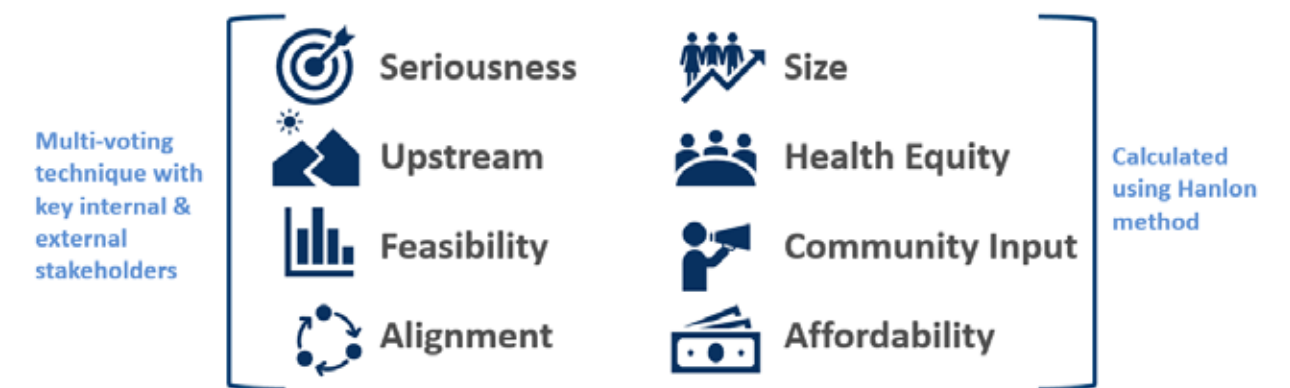 Multi-voting
technique with
key internal &
external
stakeholders
Seriousness
Upstream
Feasibility
Alignment
Size
Health Equity
Community Input
Affordability
Calculated
using Hanlon
method